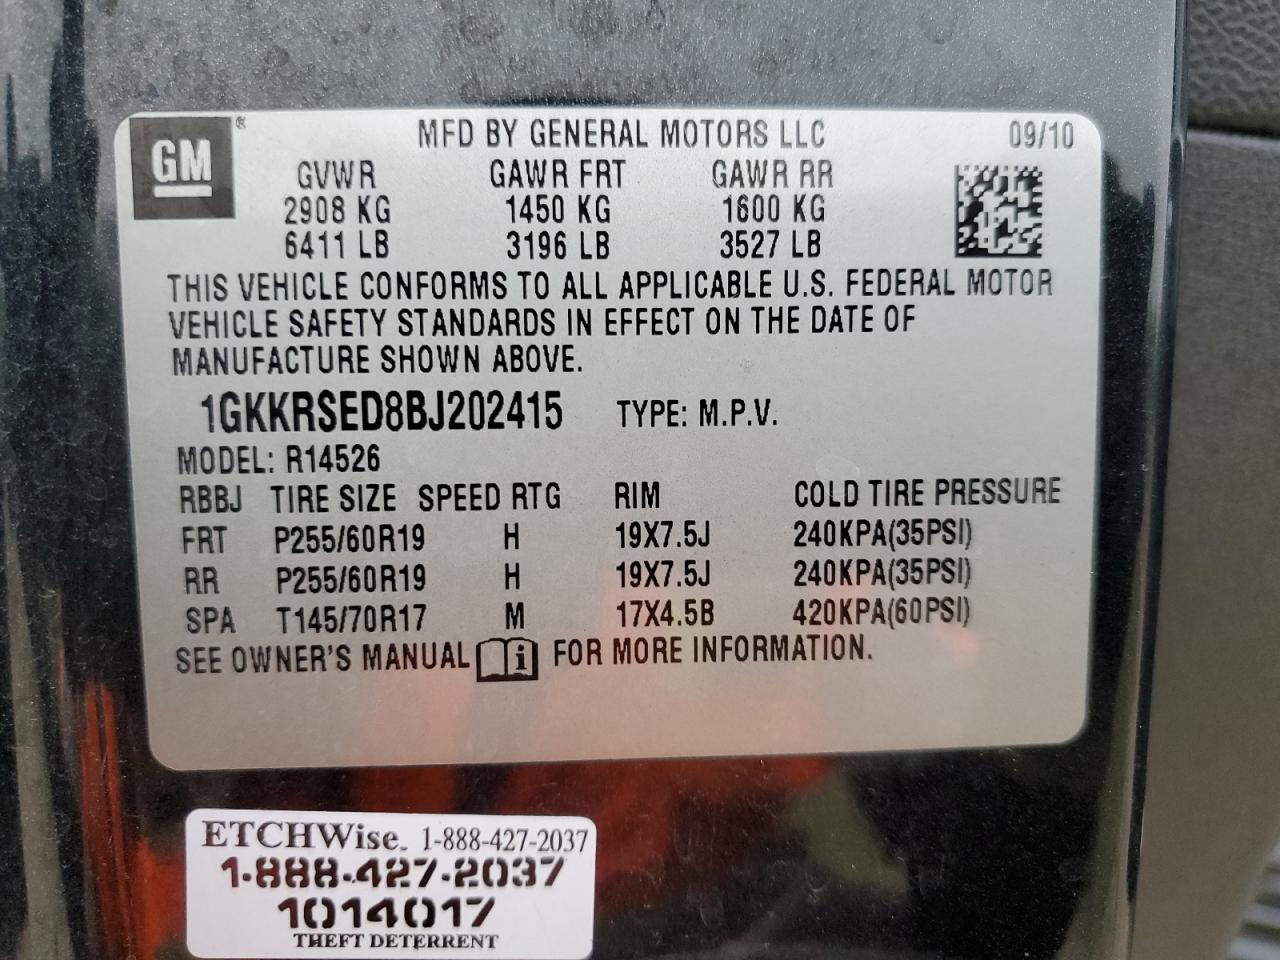 GM® MFD BY GENERAL MOTORS LLC 09/10
GVWR GAWR FRT GAWR RR
2908 KG 1450 KG 1600 KG
6411 LB 3196 LB 3527 LB
THIS VEHICLE CONFORMS TO ALL APPLICABLE U.S. FEDERAL MOTOR
VEHICLE SAFETY STANDARDS IN EFFECT ON THE DATE OF
MANUFACTURE SHOWN ABOVE.
1GKKRSED8BJ202415 TYPE: M.P.V.
MODEL: R14526
RBBJ TIRE SIZE SPEED RTG RIM COLD TIRE PRESSURE
FRT P255/60R19 H 19X7.5J 240KPA(35PSI)
RR P255/60R19 H 19X7.5J 240KPA(35PSI)
SPA T145/70R17 M 17X4.5B 420KPA(60PSI)
SEE OWNER'S MANUAL i FOR MORE INFORMATION.
ETCHWise. 1-888-427-2037
1-888-427-2037
1014017
THEFT DETERRENT